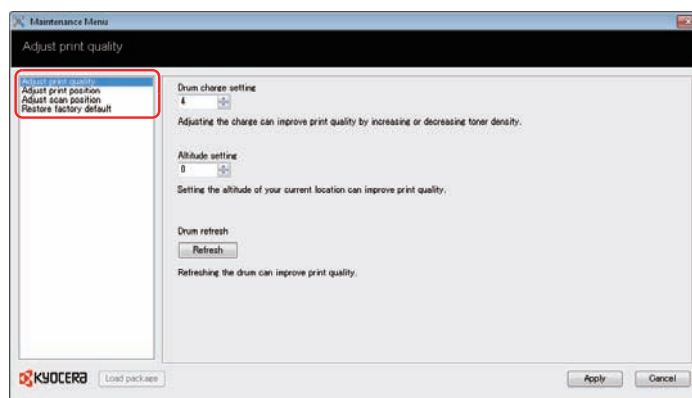 Maintenance Menu
Adjust print quality
Adjust print quality
Adjust print position
Adjust scan position
Restore factory default
Drum charge setting
4
Adjusting the charge can improve print quality by increasing or decreasing toner density.
Altitude setting
0
Setting the altitude of your current location can improve print quality.
Drum refresh
Refresh
Refreshing the drum can improve print quality.
KYOCERA
Load package
Apply
Cancel